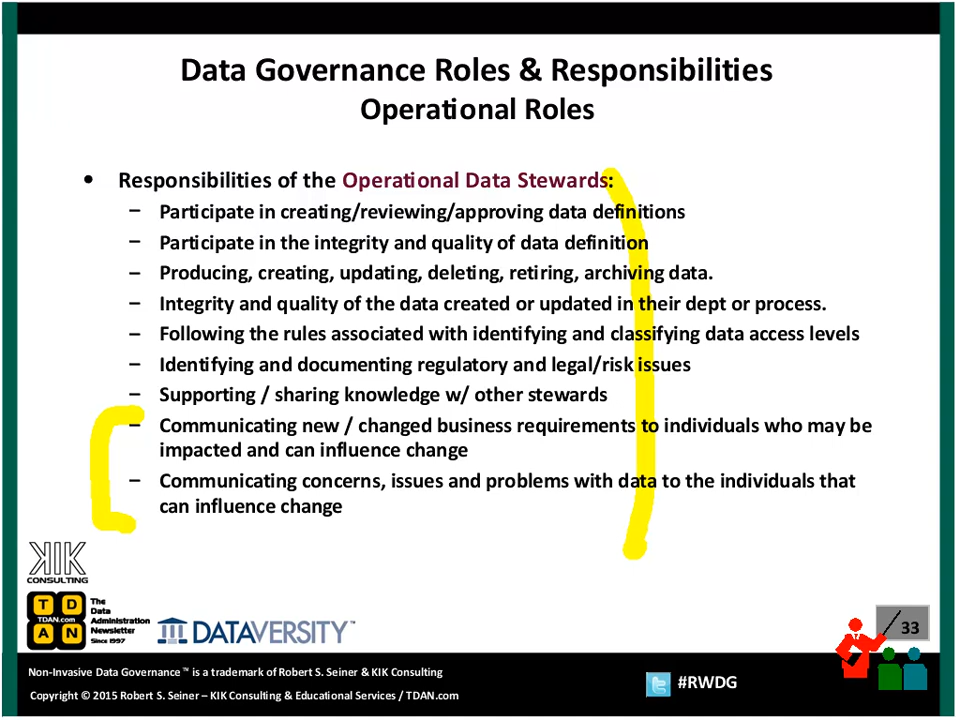 Data Governance Roles & Responsibilities
Operational Roles
• Responsibilities of the Operational Data Stewards:
– Participate in creating/reviewing/approving data definitions
– Participate in the integrity and quality of data definition
– Producing, creating, updating, deleting, retiring, archiving data.
– Integrity and quality of the data created or updated in their dept or process.
– Following the rules associated with identifying and classifying data access levels
– Identifying and documenting regulatory and legal/risk issues
– Supporting / sharing knowledge w/ other stewards
– Communicating new / changed business requirements to individuals who may be
impacted and can influence change
– Communicating concerns, issues and problems with data to the individuals that
can influence change
KIK
CONSULTING
T D
TDAN.com
A N
The
Data
Administration
Newsletter
Since 1997
DATAVERSITY™
33
Non-Invasive Data Governance™ is a trademark of Robert S. Seiner & KIK Consulting
Copyright © 2015 Robert S. Seiner – KIK Consulting & Educational Services / TDAN.com
#RWDG